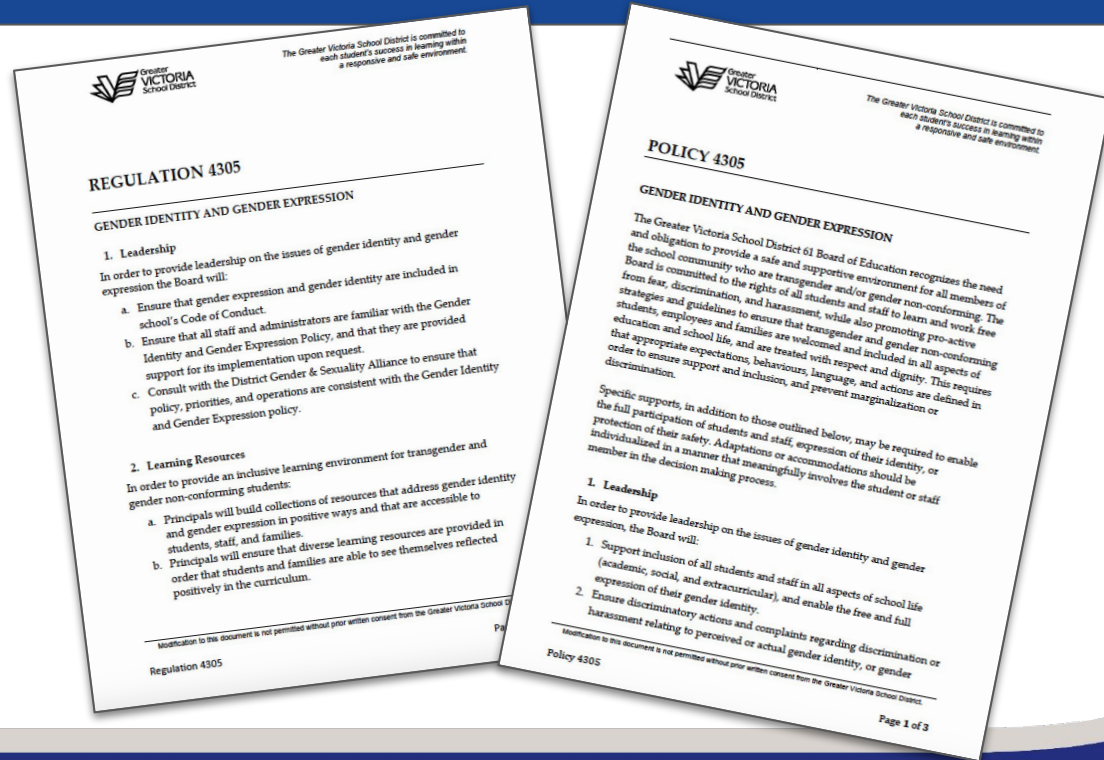 Greater
VICTORIA
School District
The Greater Victoria School District is committed to
each student's success in learning within
a responsive and safe environment.
REGULATION 4305
GENDER IDENTITY AND GENDER EXPRESSION
1. Leadership
In order to provide leadership on the issues of gender identity and gender
expression the Board will:
a. Ensure that gender expression and gender identity are included in
school's Code of Conduct.
b. Ensure that all staff and administrators are familiar with the Gender
Identity and Gender Expression Policy, and that they are provided
support for its implementation upon request.
c. Consult with the District Gender & Sexuality Alliance to ensure that
policy, priorities, and operations are consistent with the Gender Identity
and Gender Expression policy.
2. Learning Resources
In order to provide an inclusive learning environment for transgender and
gender non-conforming students:
a. Principals will build collections of resources that address gender identity
and gender expression in positive ways and that are accessible to
students, staff, and families.
b. Principals will ensure that diverse learning resources are provided in
order that students and families are able to see themselves reflected
positively in the curriculum.
Modification to this document is not permitted without prior written consent from the Greater Victoria School D
Regulation 4305
Pa
Greater
VICTORIA
School District
The Greater Victoria School District is committed to
each student's success in learning within
a responsive and safe environment.
POLICY 4305
GENDER IDENTITY AND GENDER EXPRESSION
The Greater Victoria School District 61 Board of Education recognizes the need
and obligation to provide a safe and supportive environment for all members of
the school community who are transgender and/or gender non-conforming. The
Board is committed to the rights of all students and staff to learn and work free
from fear, discrimination, and harassment, while also promoting pro-active
strategies and guidelines to ensure that transgender and gender non-conforming
students, employees and families are welcomed and included in all aspects of
education and school life, and are treated with respect and dignity. This requires
that appropriate expectations, behaviours, language, and actions are defined in
order to ensure support and inclusion, and prevent marginalization or
discrimination.
Specific supports, in addition to those outlined below, may be required to enable
the full participation of students and staff, expression of their identity, or
protection of their safety. Adaptations or accommodations should be
individualized in a manner that meaningfully involves the student or staff
member in the decision making process.
1. Leadership
In order to provide leadership on the issues of gender identity and gender
expression, the Board will:
1. Support inclusion of all students and staff in all aspects of school life
(academic, social, and extracurricular), and enable the free and full
expression of their gender identity.
2. Ensure discriminatory actions and complaints regarding discrimination or
harassment relating to perceived or actual gender identity, or gender
Modification to this document is not permitted without prior written consent from the Greater Victoria School District.
Policy 4305
Page 1 of 3